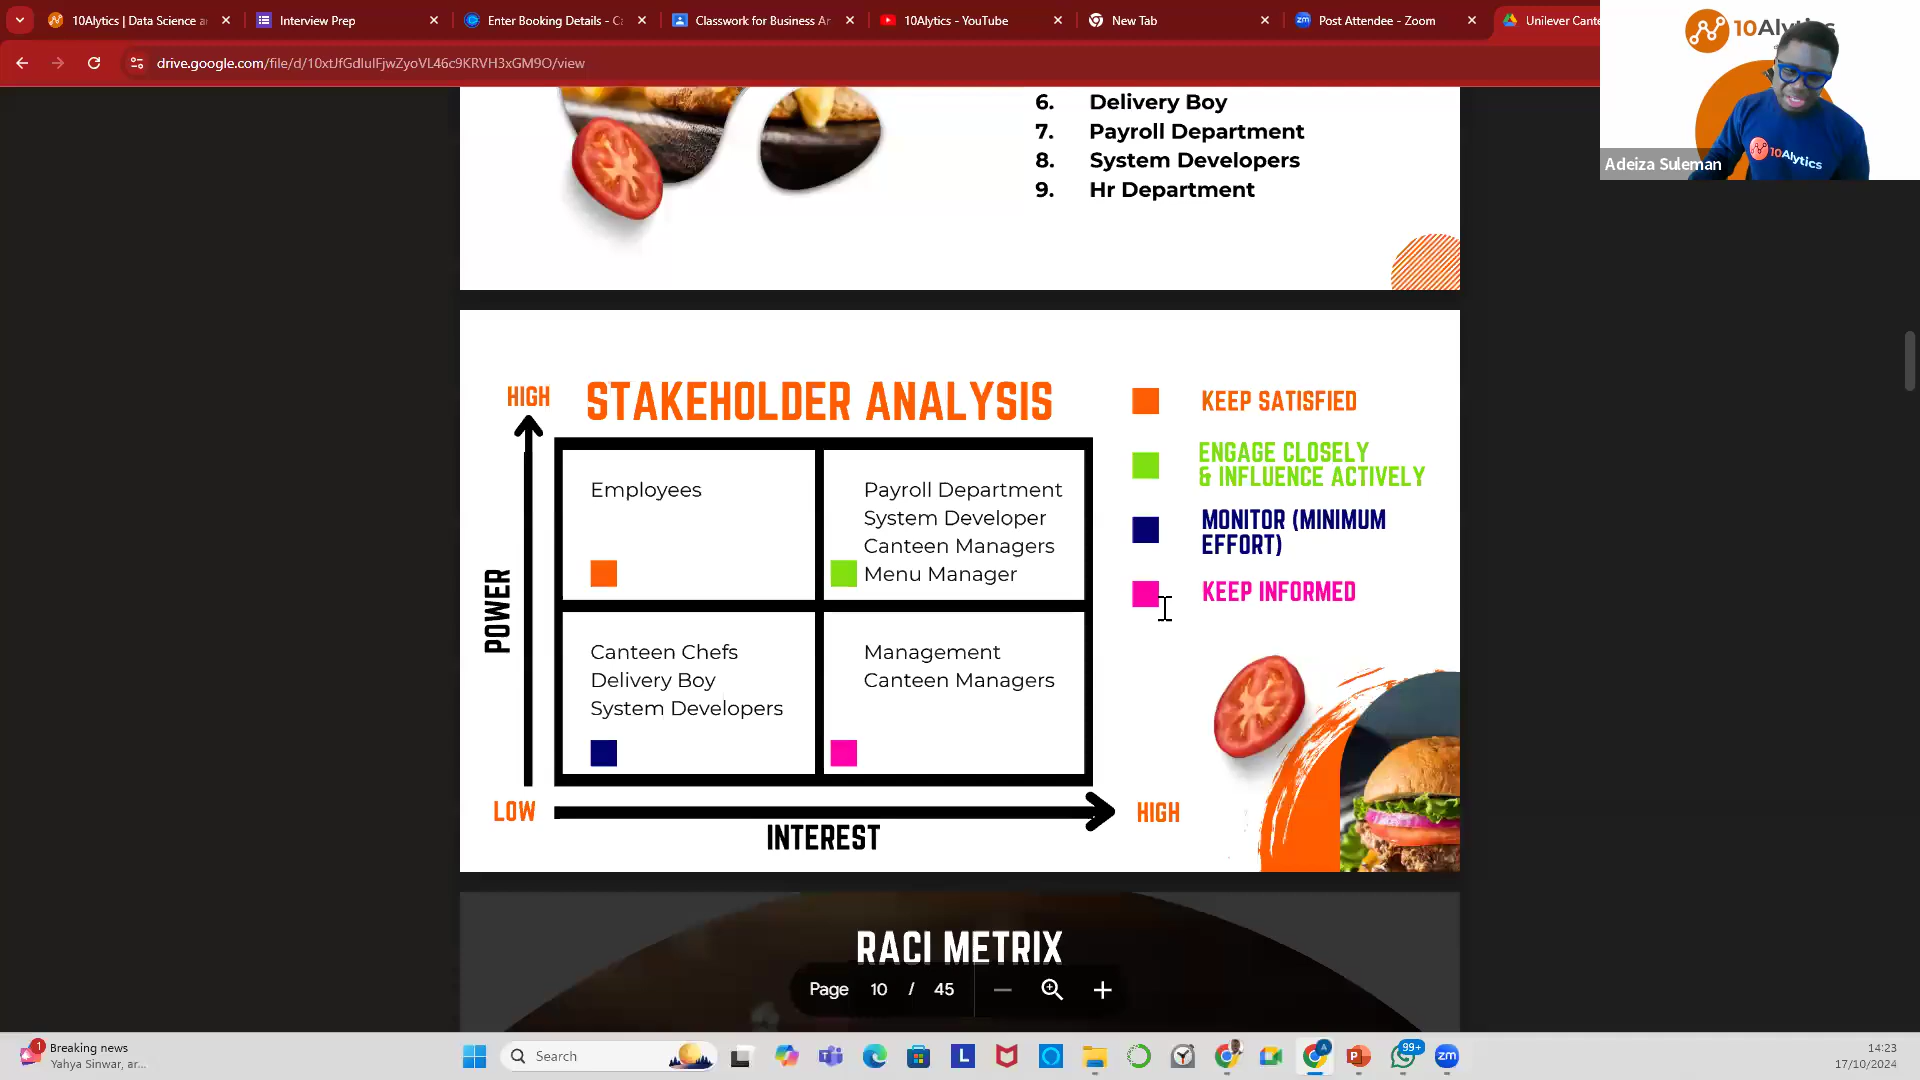 10Alytics | Data Science a
Interview Prep
Enter Booking Details - C
Classwork for Business Ar
10Alytics - YouTube
New Tab
Post Attendee - Zoom
Unilever Cante
drive.google.com/file/d/10xtJfGdlulFjwZyoVL46c9KRVH3xGM9O/view
10Alytics
10Alytics
Adeiza Suleman
6. Delivery Boy
7. Payroll Department
8. System Developers
9. Hr Department
STAKEHOLDER ANALYSIS
HIGH
POWER
LOW
Employees
Payroll Department
System Developer
Canteen Managers
Menu Manager
Canteen Chefs
Delivery Boy
System Developers
Management
Canteen Managers
INTEREST
HIGH
KEEP SATISFIED
ENGAGE CLOSELY
& INFLUENCE ACTIVELY
MONITOR (MINIMUM
EFFORT)
KEEP INFORMED
RACI METRIX
Page 10 / 45
1
Breaking news
Yahya Sinwar, ar...
Search
L
A
P
99+
zm
14:23
17/10/2024